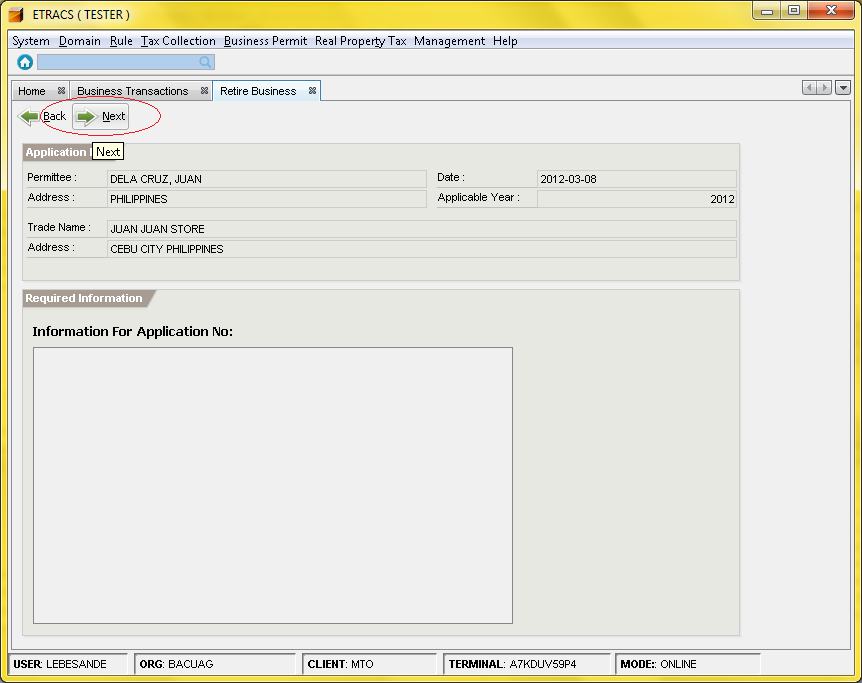 ETRACS ( TESTER )
System Domain Rule Tax Collection Business Permit Real Property Tax Management Help
Home Business Transactions Retire Business
Back Next
Application
Next
Permittee : DELA CRUZ, JUAN Date : 2012-03-08
Address : PHILIPPINES Applicable Year : 2012
Trade Name : JUAN JUAN STORE
Address : CEBU CITY PHILIPPINES
Required Information
Information For Application No:
USER: LEBESANDE ORG: BACUAG CLIENT: MTO TERMINAL: A7KDUV59P4 MODE:: ONLINE